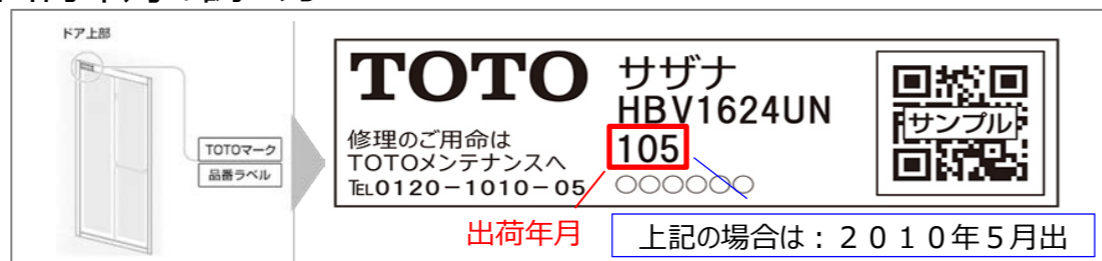 ドア上部
TOTOマーク
品番ラベル
TOTO
サザナ
HBV1624UN
105
○○○○○○
修理のご用命は
TOTOメンテナンスへ
℡0120-1010-05
サンプル
出荷年月
上記の場合は：２０１０年５月出